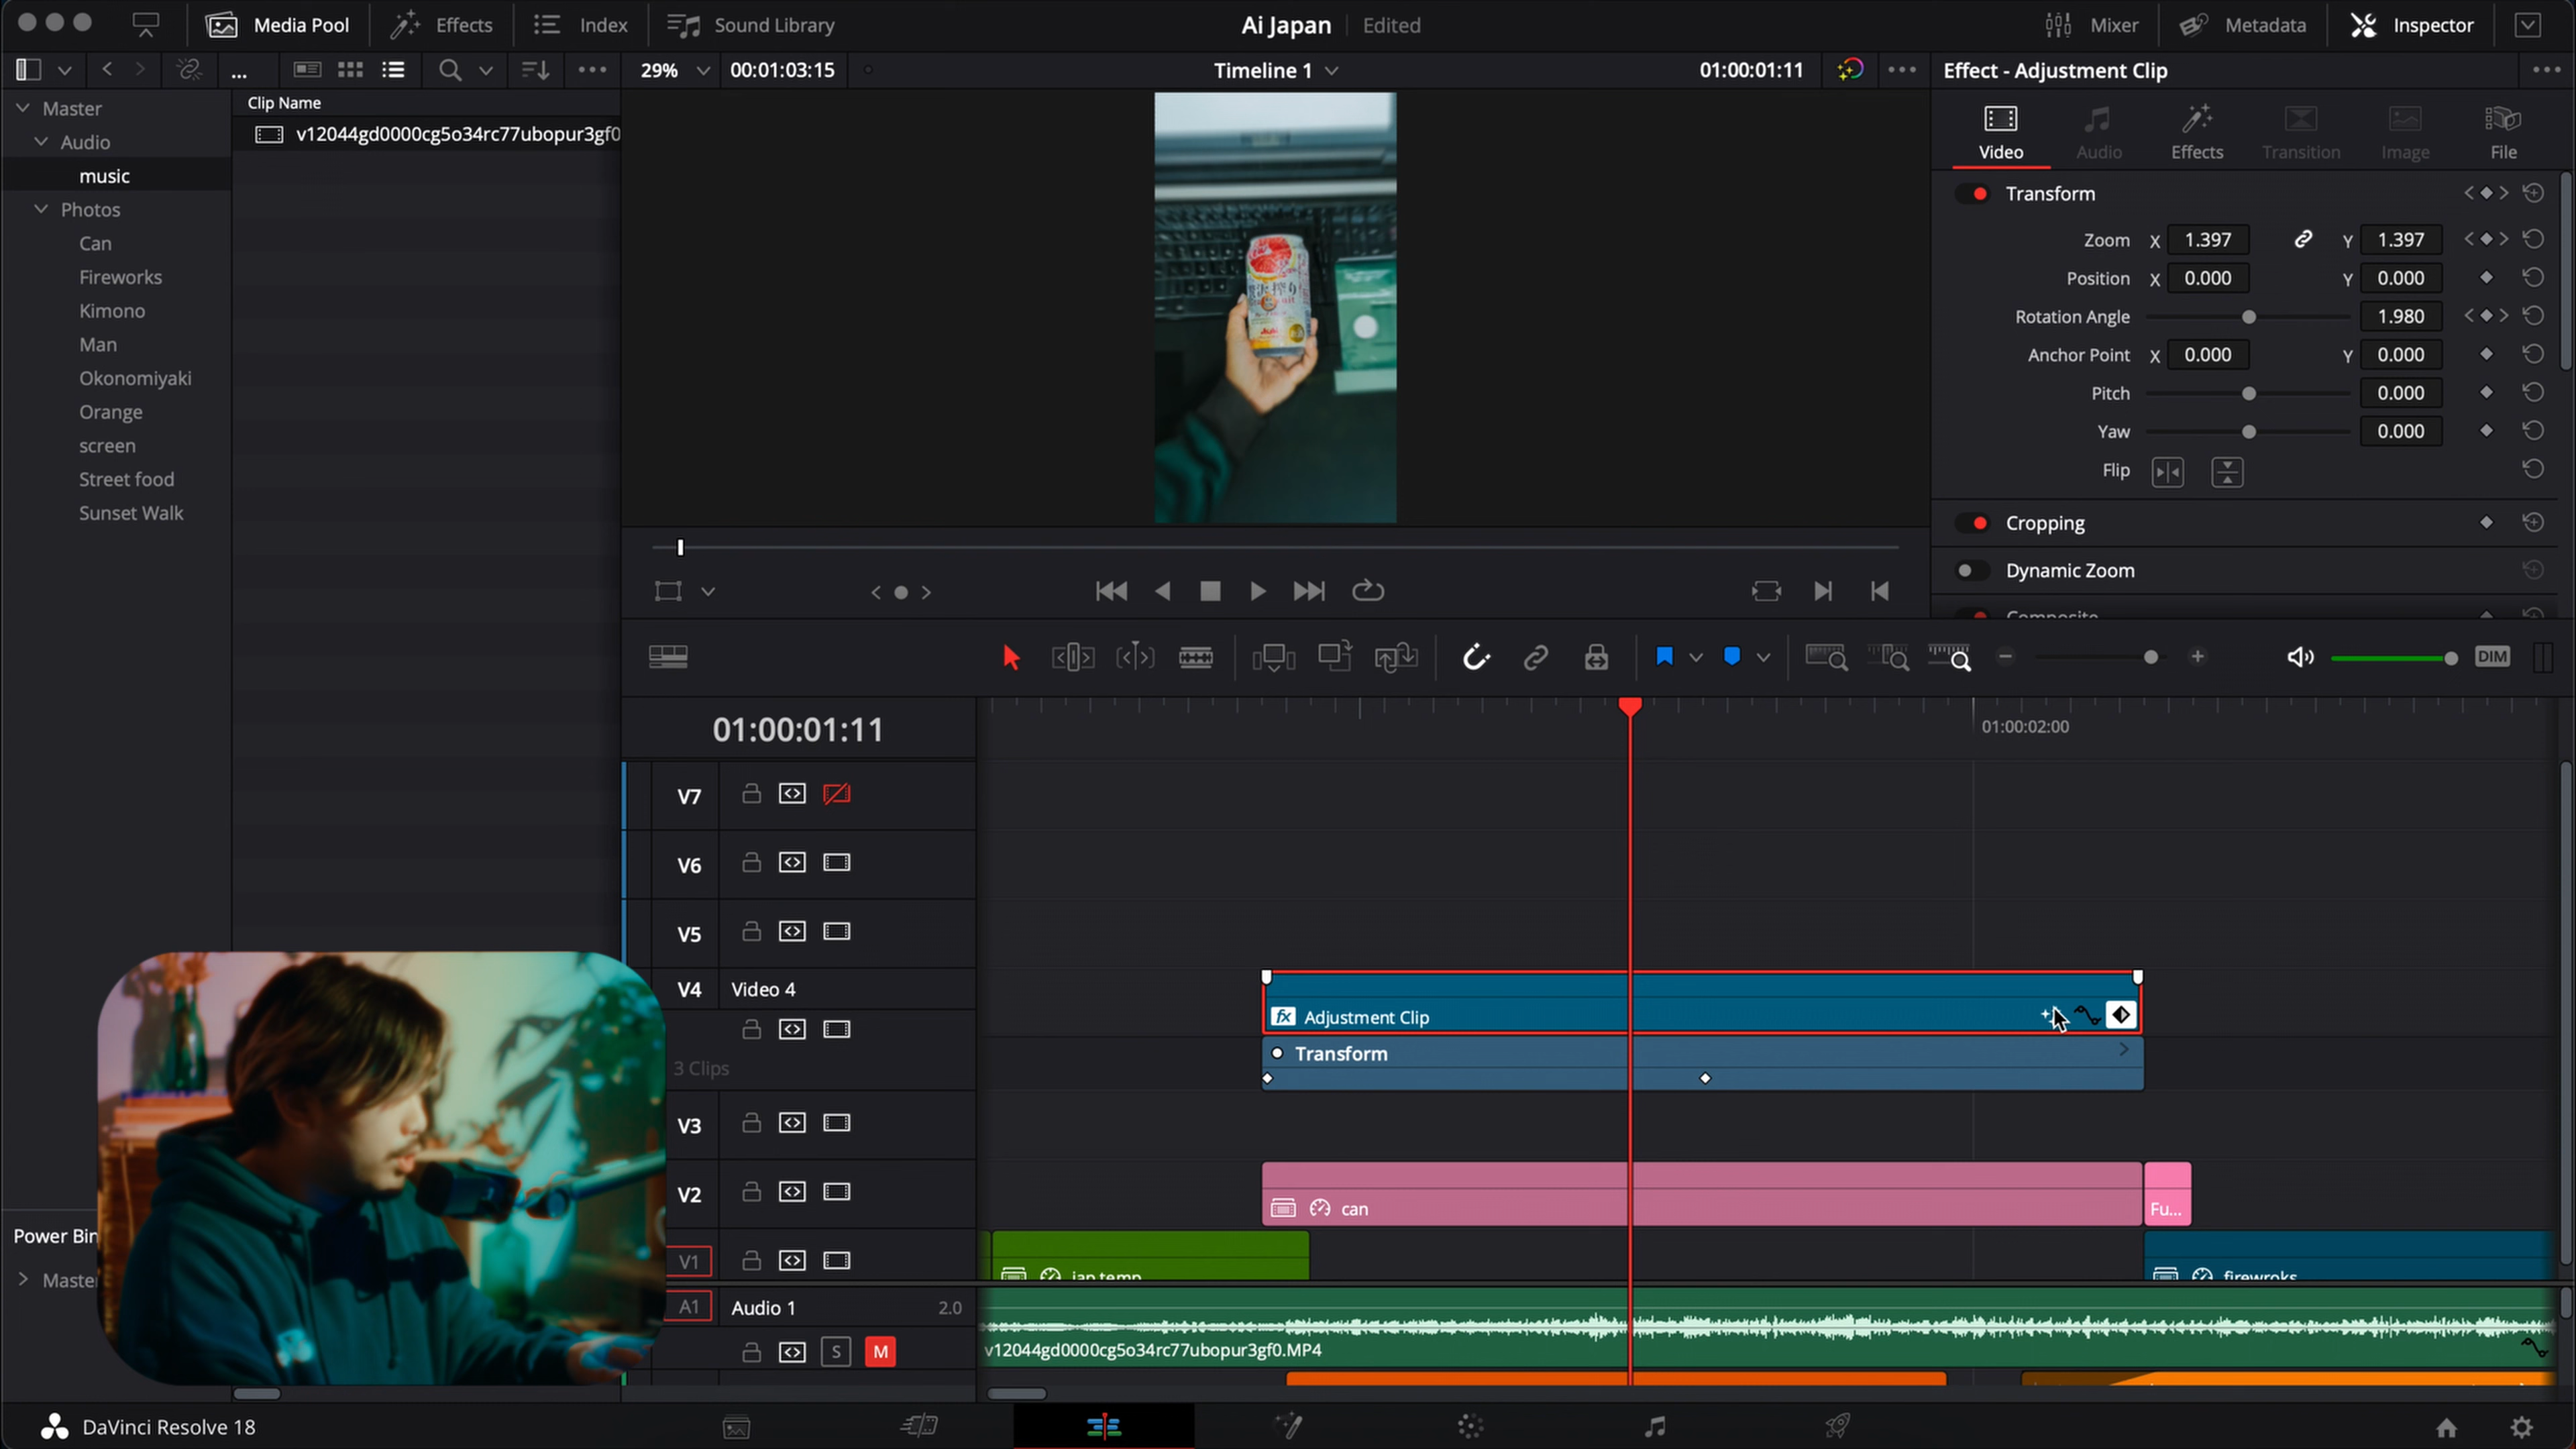 Media Pool
Effects
Index
Sound Library
Ai Japan
Edited
Mixer
Metadata
Inspector
...
29%
00:01:03:15
Timeline 1
01:00:01:11
Effect - Adjustment Clip
Master
Audio
music
Photos
Can
Fireworks
Kimono
Man
Okonomiyaki
Orange
screen
Street food
Sunset Walk
Clip Name
v12044gd0000cg5o34rc77ubopur3gf0
Video
Audio
Effects
Transition
Image
File
Transform
Zoom X 1.397 Y 1.397
Position X 0.000 Y 0.000
Rotation Angle 1.980
Anchor Point X 0.000 Y 0.000
Pitch 0.000
Yaw 0.000
Flip
Cropping
Dynamic Zoom
Composite
DIM
01:00:01:11
01:00:02:00
V7
V6
V5
V4 Video 4
3 Clips
fx Adjustment Clip
Transform
V3
V2
can
Fu...
V1
jap temp
firewroks
A1 Audio 1 2.0
S M
v12044gd0000cg5o34rc77ubopur3gf0.MP4
Power Bin
Maste
DaVinci Resolve 18